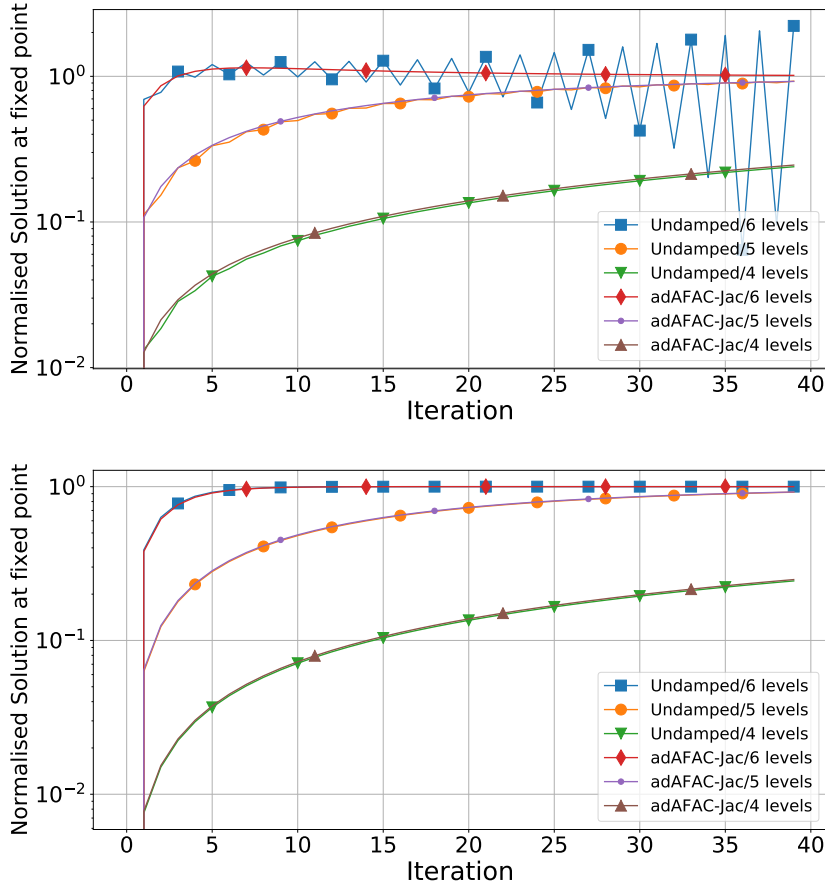 Normalised Solution at fixed point
10⁰
10⁻¹
10⁻²
Undamped/6 levels
Undamped/5 levels
Undamped/4 levels
adAFAC-Jac/6 levels
adAFAC-Jac/5 levels
adAFAC-Jac/4 levels
0 5 10 15 20 25 30 35 40
Iteration
Normalised Solution at fixed point
10⁰
10⁻¹
10⁻²
Undamped/6 levels
Undamped/5 levels
Undamped/4 levels
adAFAC-Jac/6 levels
adAFAC-Jac/5 levels
adAFAC-Jac/4 levels
0 5 10 15 20 25 30 35 40
Iteration